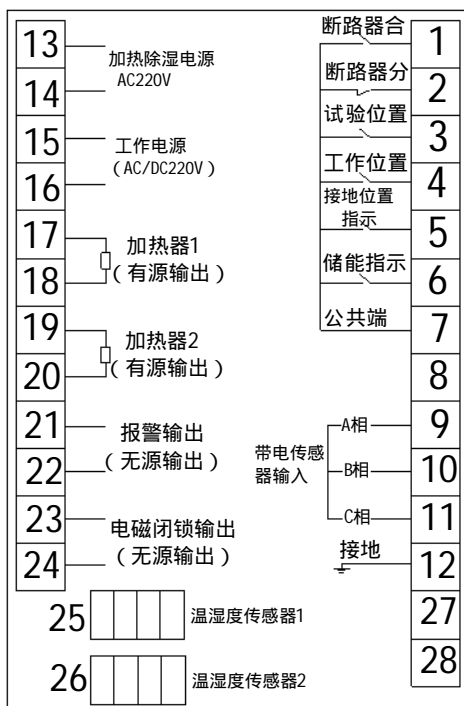 13
加热除湿电源
AC220V
14
15
工作电源
(AC/DC220V)
16
17
加热器1
(有源输出)
18
19
加热器2
(有源输出)
20
21
报警输出
(无源输出)
22
23
电磁闭锁输出
(无源输出)
24
25
温湿度传感器1
26
温湿度传感器2
断路器合
1
断路器分
2
试验位置
3
工作位置
4
接地位置
指示
5
储能指示
6
公共端
7
8
带电传感
器输入
A相
9
B相
10
C相
11
接地
12
27
28